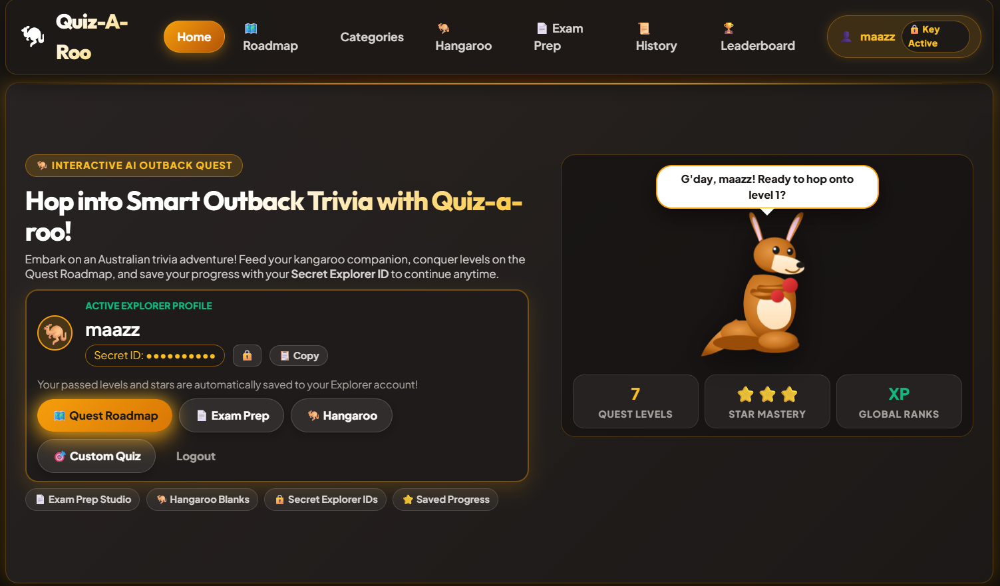 Quiz-A-
Roo
Home
Roadmap
Categories
Hangaroo
Exam
Prep
History
Leaderboard
maazz
Key
Active
INTERACTIVE AI OUTBACK QUEST
Hop into Smart Outback Trivia with Quiz-a-
roo!
Embark on an Australian trivia adventure! Feed your kangaroo companion, conquer levels on the
Quest Roadmap, and save your progress with your Secret Explorer ID to continue anytime.
ACTIVE EXPLORER PROFILE
maazz
Secret ID: ●●●●●●●●●●
Copy
Your passed levels and stars are automatically saved to your Explorer account!
Quest Roadmap
Exam Prep
Hangaroo
Custom Quiz
Logout
Exam Prep Studio
Hangaroo Blanks
Secret Explorer IDs
Saved Progress
G'day, maazz! Ready to hop onto
level 1?
7
QUEST LEVELS
STAR MASTERY
XP
GLOBAL RANKS